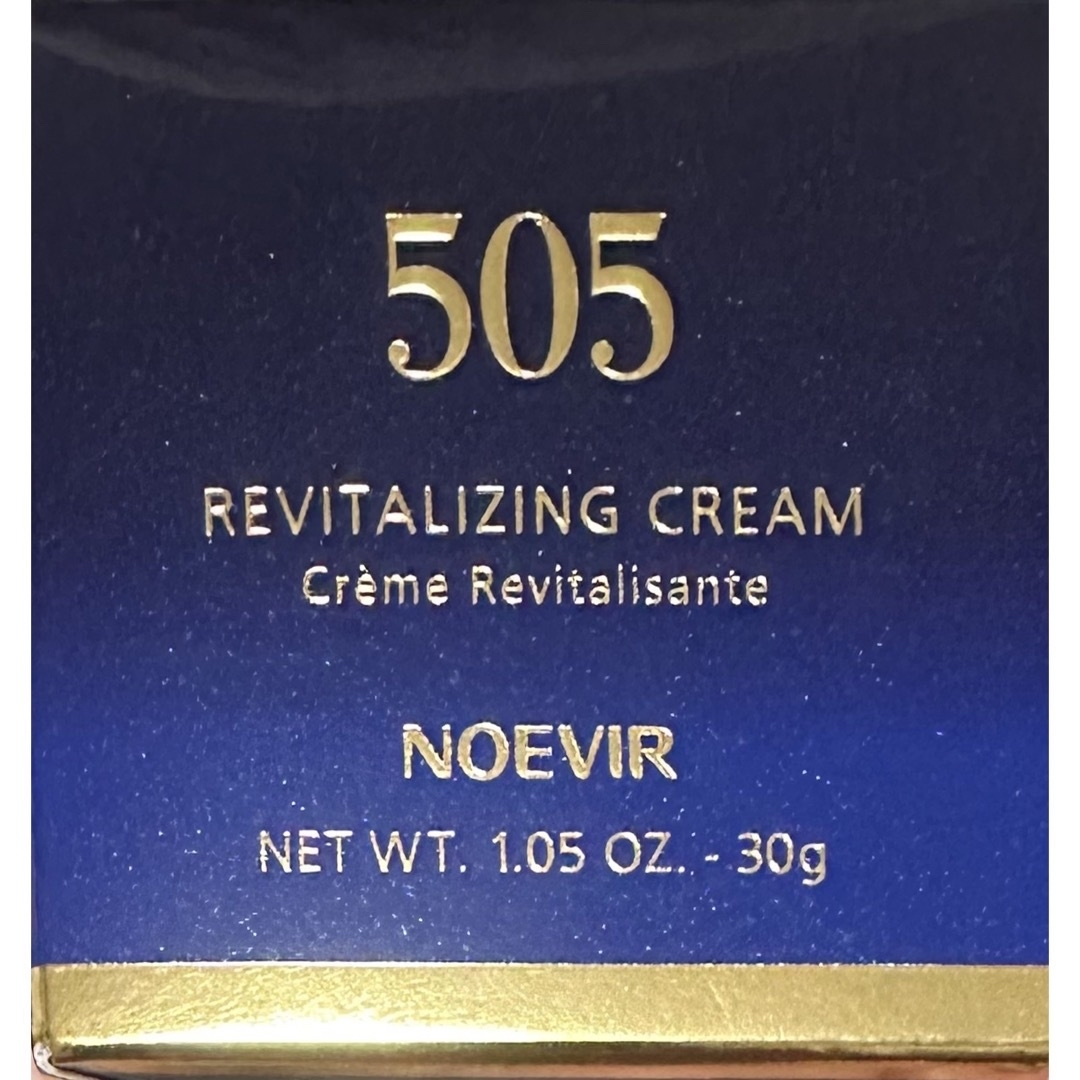 505
REVITALIZING CREAM
Crème Revitalisante
NOEVIR
NET WT. 1.05 OZ. - 30g